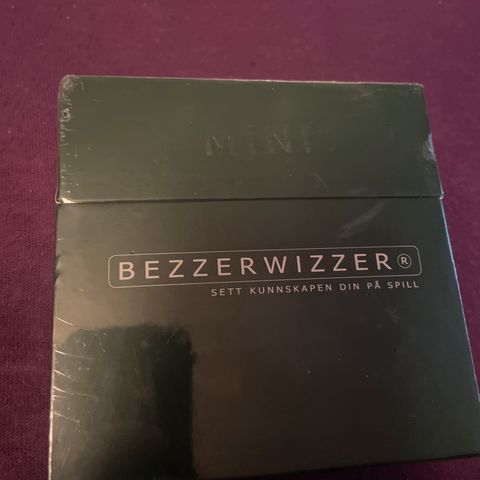 MINI
BEZZERWIZZER®
SETT KUNNSKAPEN DIN PÅ SPILL